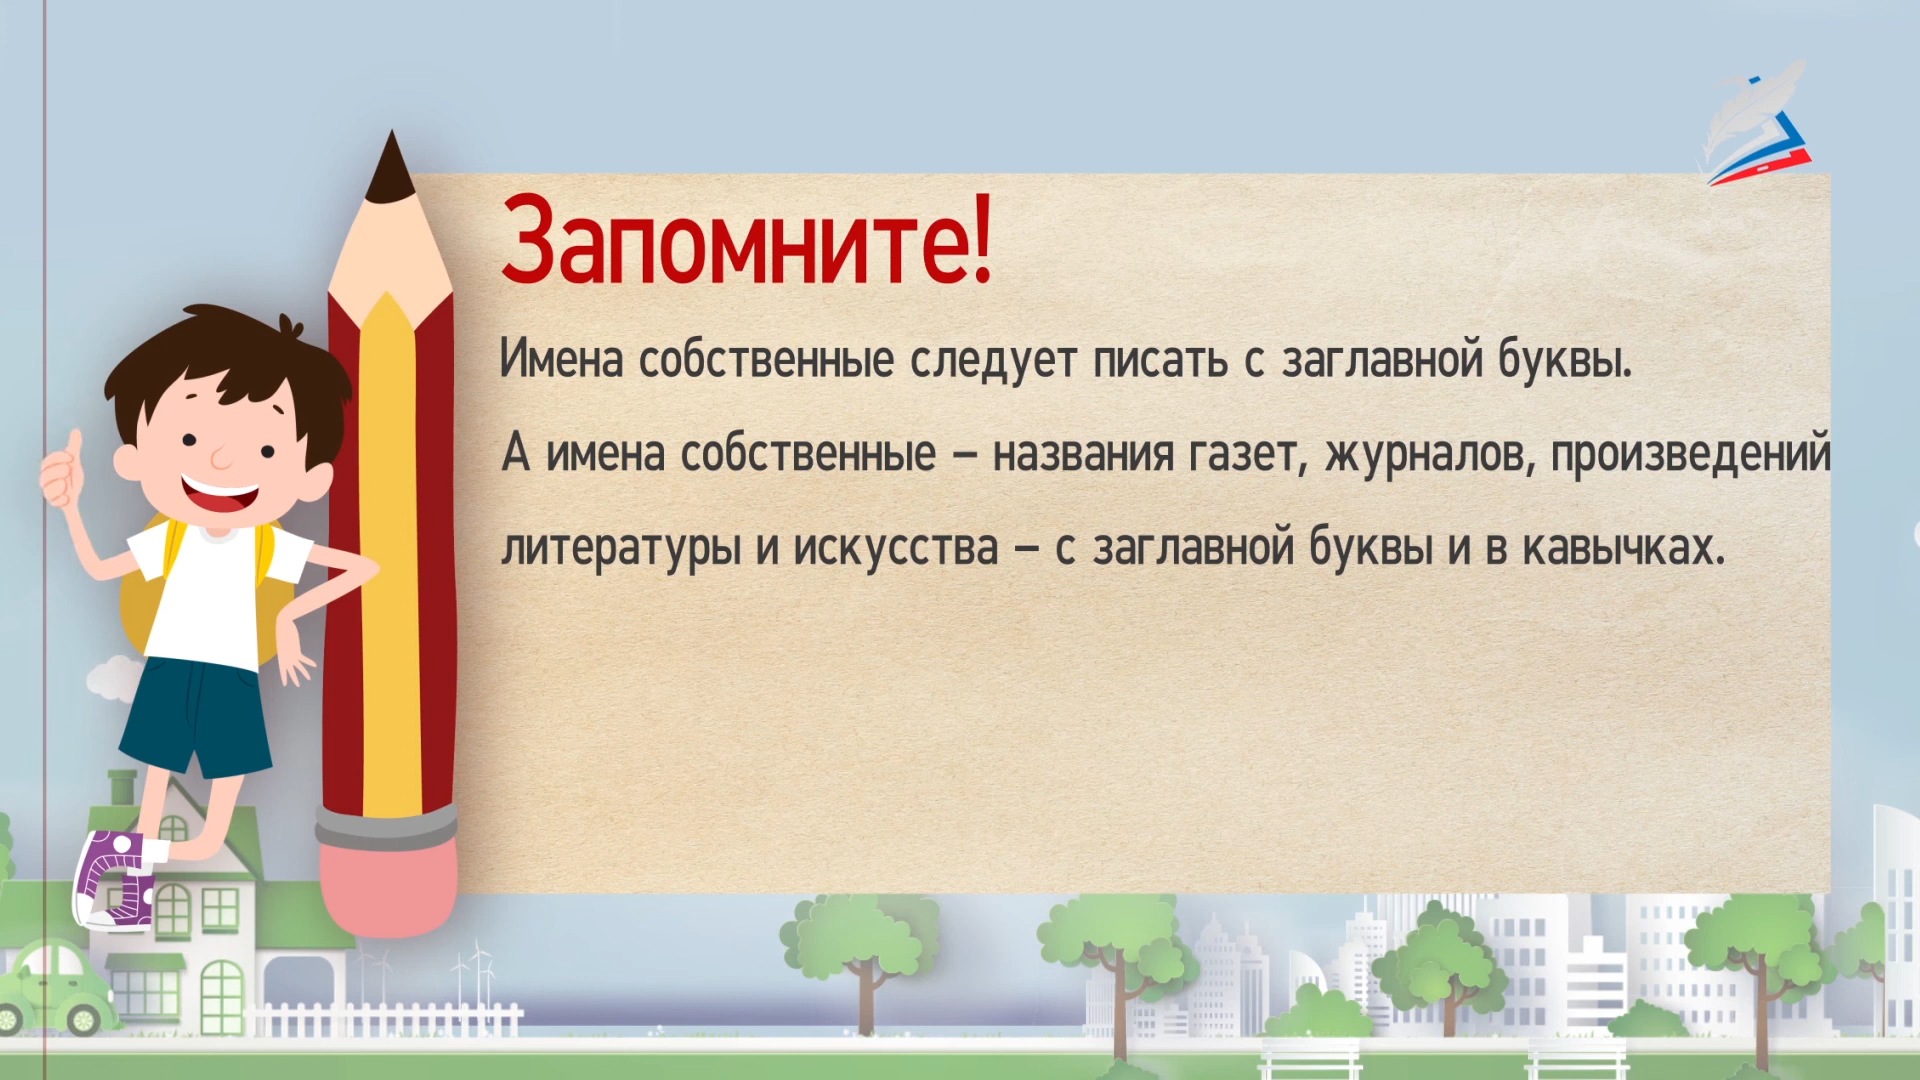 Запомните!
Имена собственные следует писать с заглавной буквы.
А имена собственные – названия газет, журналов, произведений
литературы и искусства – с заглавной буквы и в кавычках.